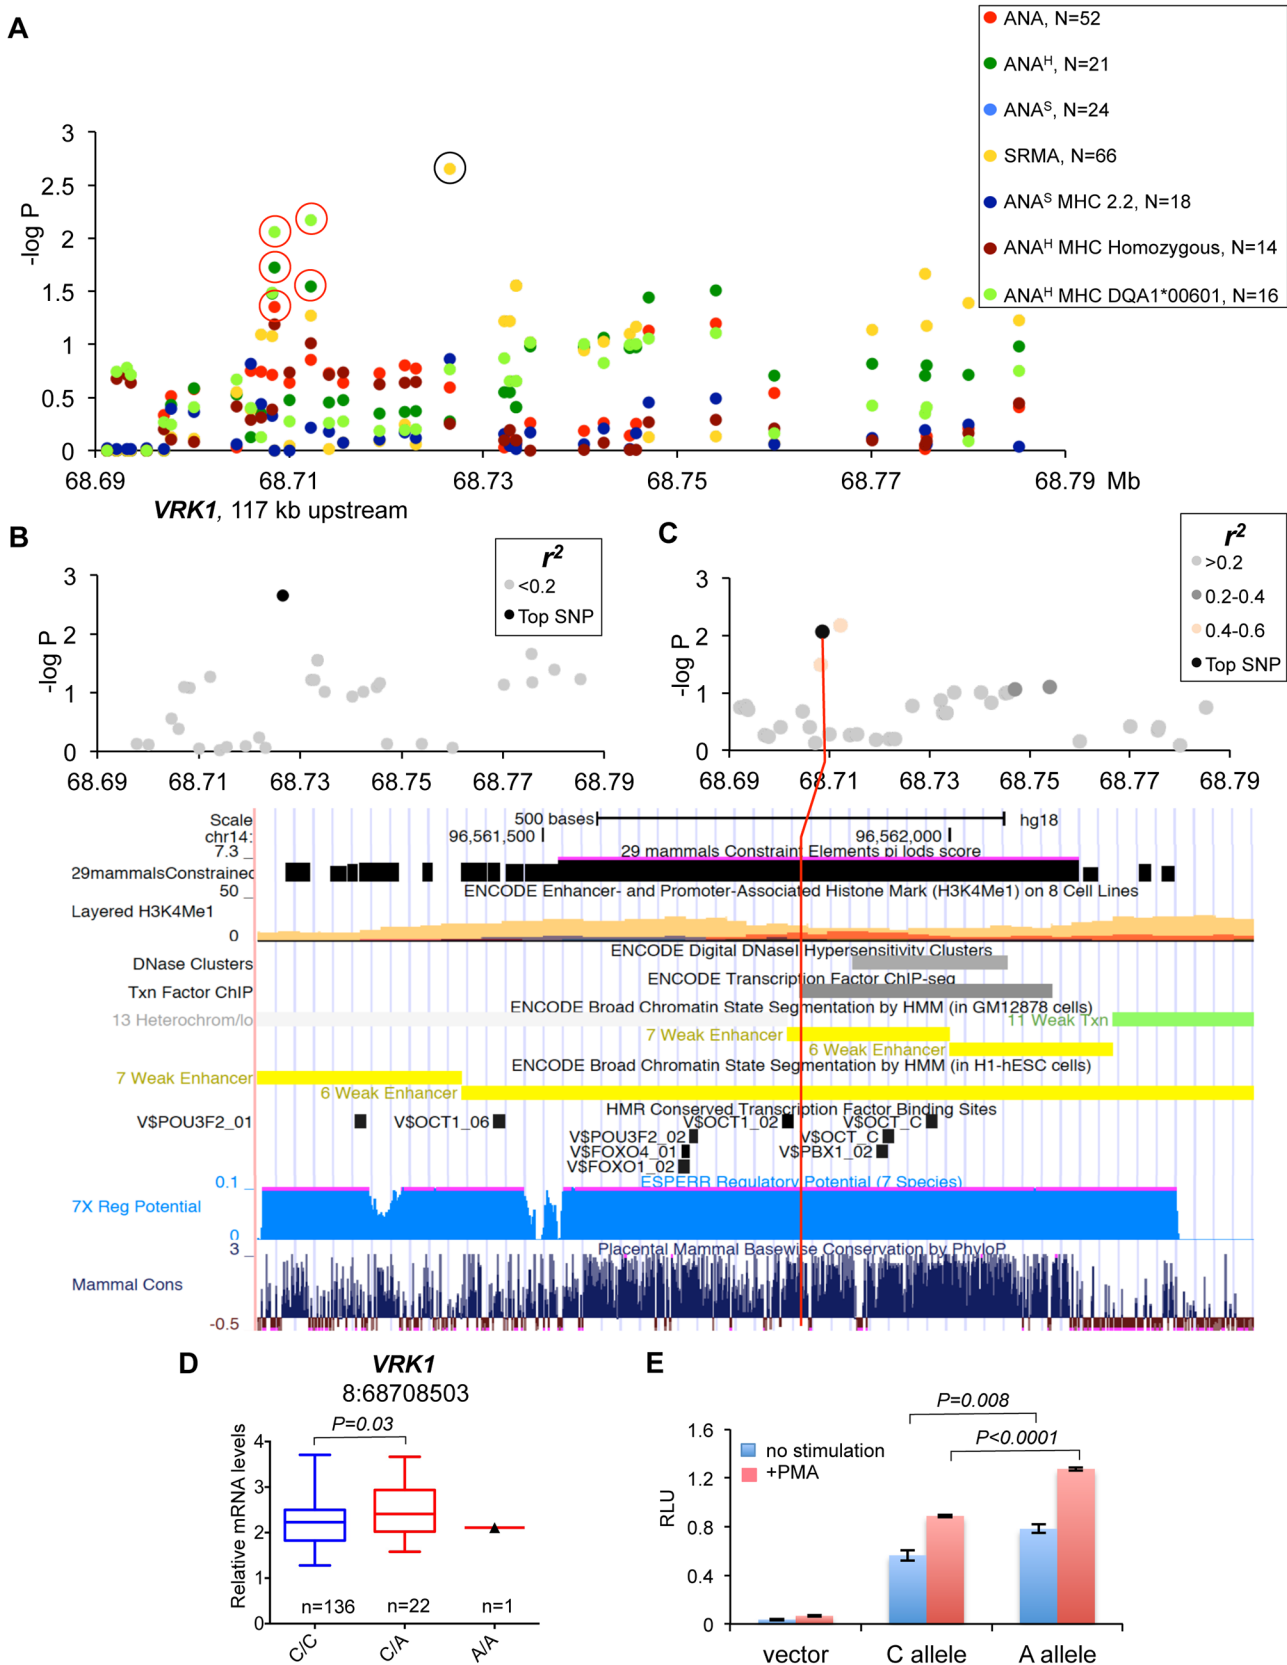 A
ANA, N=52
ANAᴴ, N=21
ANAˢ, N=24
SRMA, N=66
ANAˢ MHC 2.2, N=18
ANAᴴ MHC Homozygous, N=14
ANAᴴ MHC DQA1*00601, N=16
-log P
3
2.5
2
1.5
1
0.5
0
68.69 68.71 68.73 68.75 68.77 68.79 Mb
VRK1, 117 kb upstream
B
r²
<0.2
Top SNP
-log P
3
2
1
0
68.69 68.71 68.73 68.75 68.77 68.79
C
r²
>0.2
0.2-0.4
0.4-0.6
Top SNP
-log P
3
2
1
0
68.69 68.71 68.73 68.75 68.77 68.79
Scale 500 bases hg18
chr14: 96,561,500 96,562,000
7.3 29 mammals Constraint Elements pi lods score
29mammalsConstrained
50 ENCODE Enhancer- and Promoter-Associated Histone Mark (H3K4Me1) on 8 Cell Lines
Layered H3K4Me1
0
ENCODE Digital DNaseI Hypersensitivity Clusters
DNase Clusters
ENCODE Transcription Factor ChIP-seq
Txn Factor ChIP
ENCODE Broad Chromatin State Segmentation by HMM (in GM12878 cells)
13 Heterochrom/lo 11 Weak Txn
7 Weak Enhancer
6 Weak Enhancer
ENCODE Broad Chromatin State Segmentation by HMM (in H1-hESC cells)
7 Weak Enhancer
6 Weak Enhancer
HMR Conserved Transcription Factor Binding Sites
V$POU3F2_01 V$OCT1_06 V$OCT1_02 V$OCT_C
V$POU3F2_02 V$OCT_C
V$FOXO4_01 V$PBX1_02
V$FOXO1_02
0.1 ESPERR Regulatory Potential (7 Species)
7X Reg Potential
0
3 Placental Mammal Basewise Conservation by PhyloP
Mammal Cons
-0.5
D
VRK1
8:68708503
P=0.03
Relative mRNA levels
4
3
2
1
0
n=136 n=22 n=1
C/C C/A A/A
E
P=0.008
P<0.0001
no stimulation
+PMA
RLU
1.6
1.2
0.8
0.4
0
vector C allele A allele